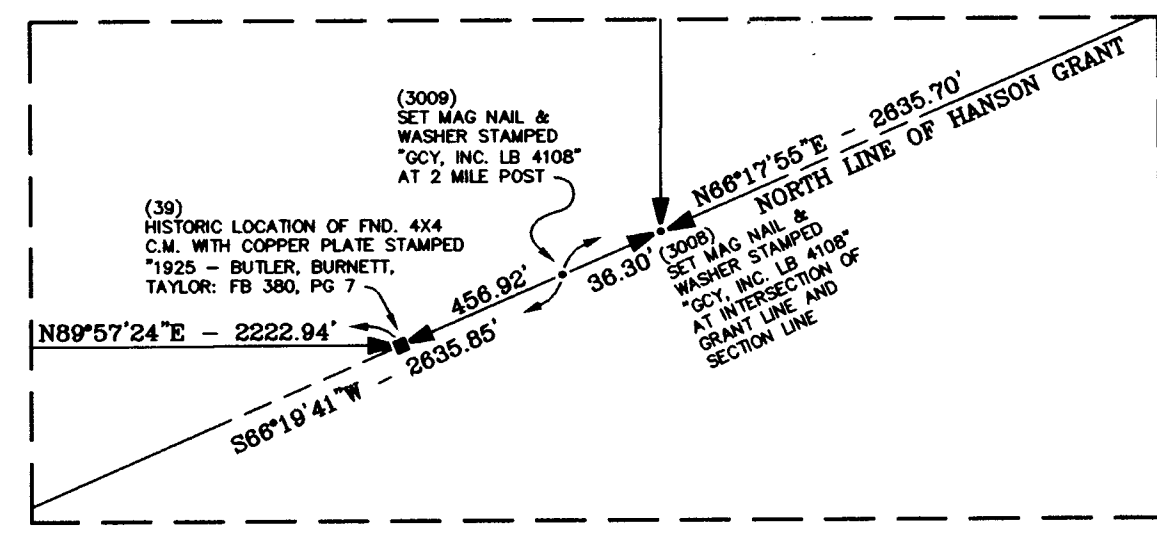 (3009)
SET MAG NAIL &
WASHER STAMPED
"GCY, INC. LB 4108"
AT 2 MILE POST
(39)
HISTORIC LOCATION OF FND. 4X4
C.M. WITH COPPER PLATE STAMPED
"1925 - BUTLER, BURNETT,
TAYLOR: FB 380, PG 7
N66°17'55"E - 2635.70'
NORTH LINE OF HANSON GRANT
(3008)
SET MAG NAIL &
WASHER STAMPED
"GCY, INC. LB 4108"
AT INTERSECTION OF
GRANT LINE AND
SECTION LINE
36.30'
456.92'
N89°57'24"E - 2222.94'
S66°19'41"W - 2635.85'